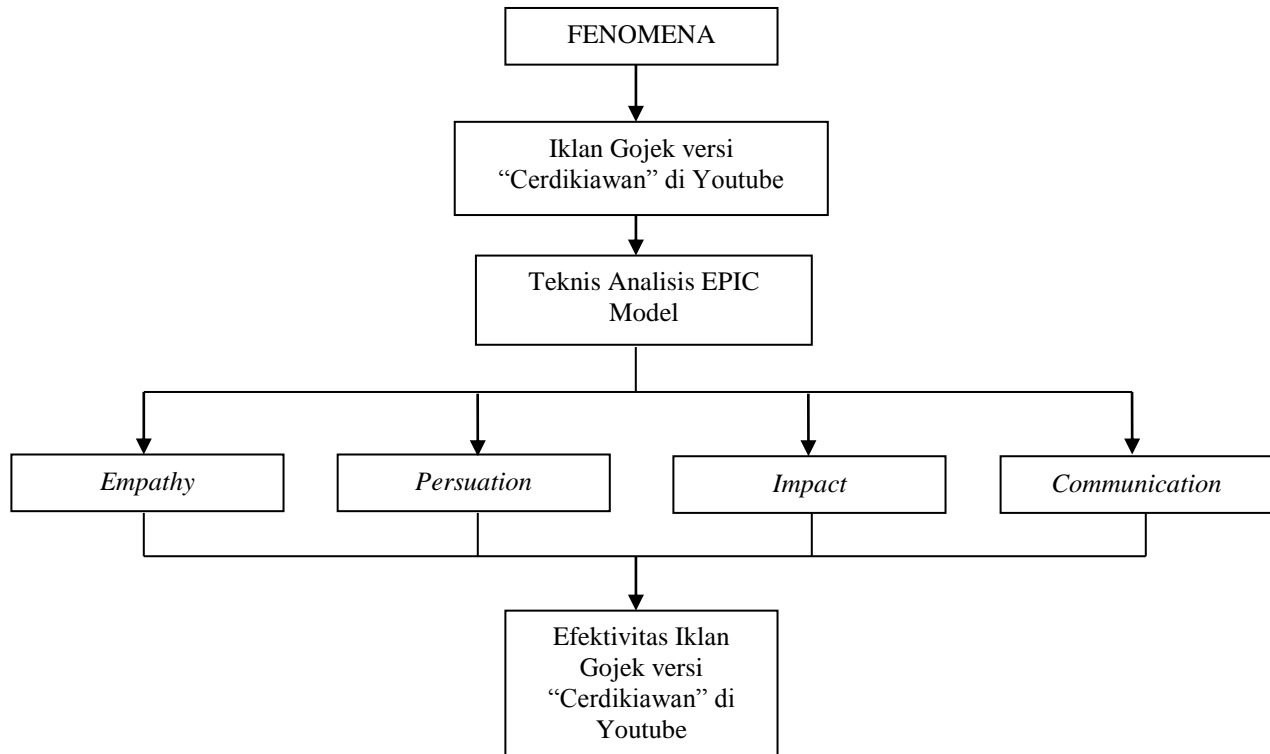 FENOMENA
Iklan Gojek versi
“Cerdikiawan” di Youtube
Teknis Analisis EPIC
Model
Empathy
Persuation
Impact
Communication
Efektivitas Iklan
Gojek versi
“Cerdikiawan” di
Youtube